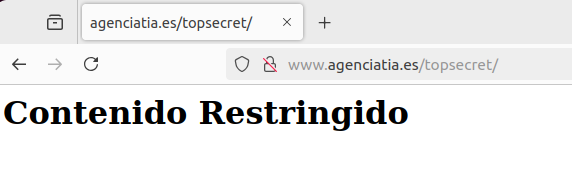 agenciatia.es/topsecret/
www.agenciatia.es/topsecret/
Contenido Restringido